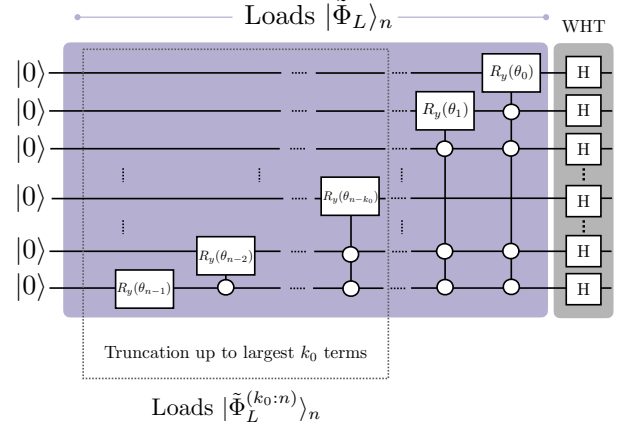 Loads |Φ̃_L⟩_n
WHT
|0⟩ R_y(θ_0) H
|0⟩ R_y(θ_1) H
|0⟩ H
|0⟩ R_y(θ_{n−k_0}) H
|0⟩ R_y(θ_{n−2}) H
|0⟩ R_y(θ_{n−1}) H
Truncation up to largest k_0 terms
Loads |Φ̃_L^{(k_0:n)}⟩_n